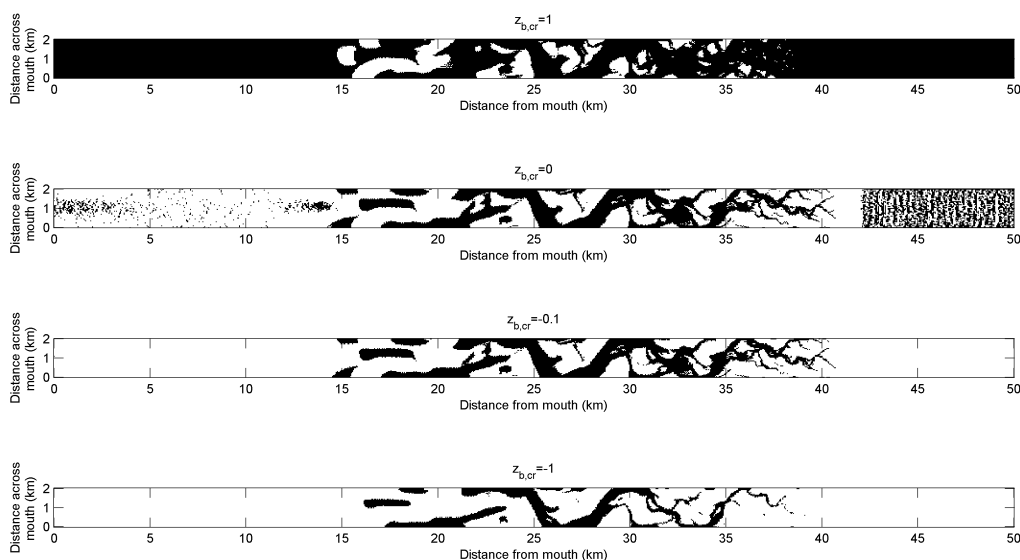 z_b,cr=1
Distance across
mouth (km)
2
1
0
0 5 10 15 20 25 30 35 40 45 50
Distance from mouth (km)
z_b,cr=0
Distance across
mouth (km)
2
1
0
0 5 10 15 20 25 30 35 40 45 50
Distance from mouth (km)
z_b,cr=-0.1
Distance across
mouth (km)
2
1
0
0 5 10 15 20 25 30 35 40 45 50
Distance from mouth (km)
z_b,cr=-1
Distance across
mouth (km)
2
1
0
0 5 10 15 20 25 30 35 40 45 50
Distance from mouth (km)